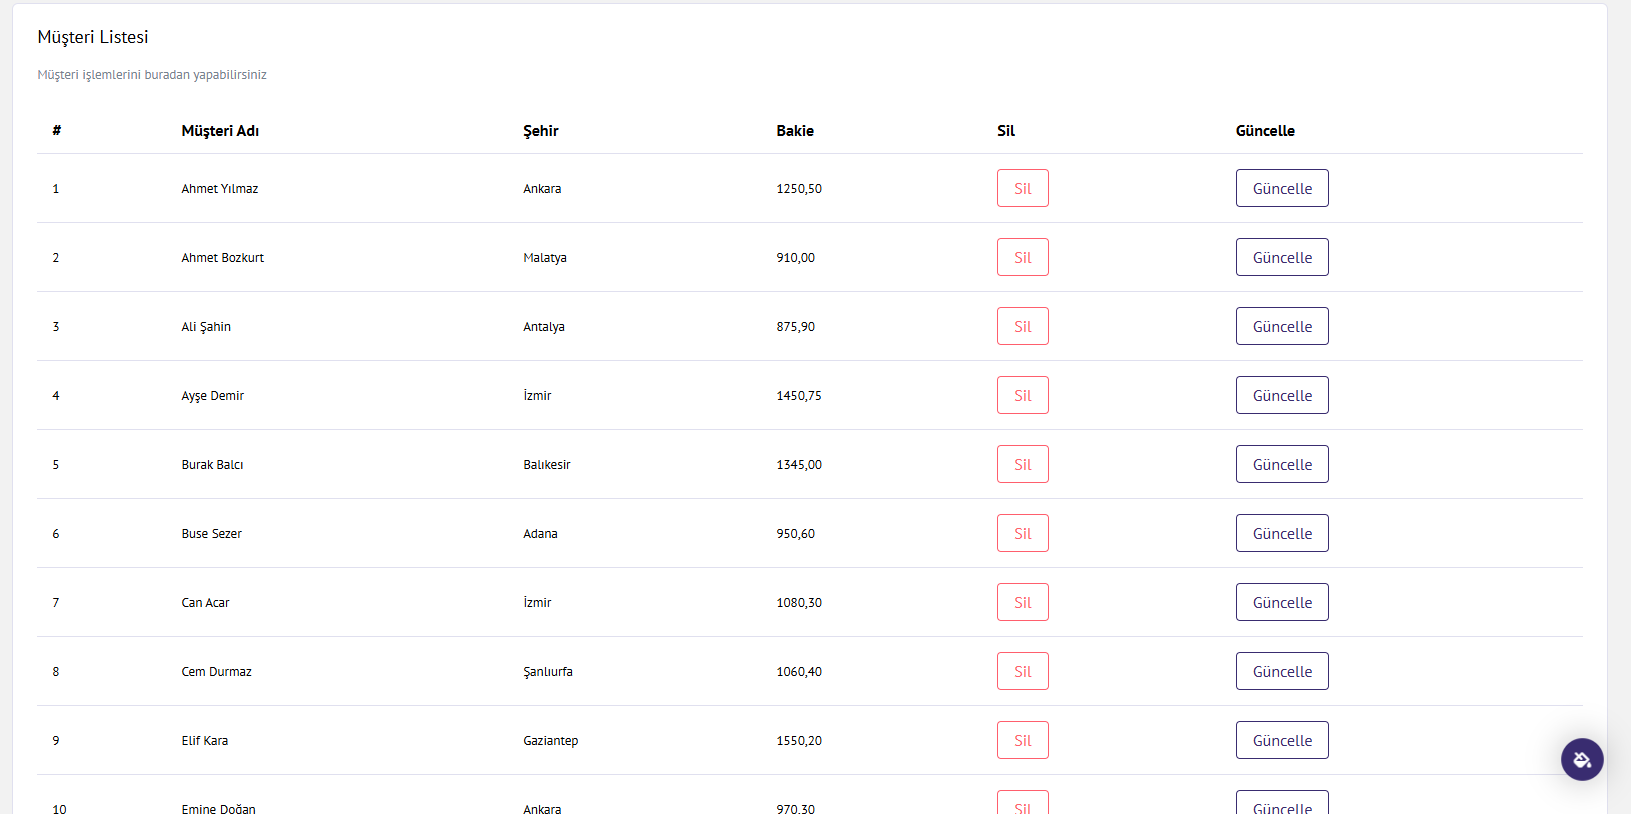 Müşteri Listesi
Müşteri işlemlerini buradan yapabilirsiniz
# Müşteri Adı Şehir Bakie Sil Güncelle
1 Ahmet Yılmaz Ankara 1250,50 Sil Güncelle
2 Ahmet Bozkurt Malatya 910,00 Sil Güncelle
3 Ali Şahin Antalya 875,90 Sil Güncelle
4 Ayşe Demir İzmir 1450,75 Sil Güncelle
5 Burak Balcı Balıkesir 1345,00 Sil Güncelle
6 Buse Sezer Adana 950,60 Sil Güncelle
7 Can Acar İzmir 1080,30 Sil Güncelle
8 Cem Durmaz Şanlıurfa 1060,40 Sil Güncelle
9 Elif Kara Gaziantep 1550,20 Sil Güncelle
10 Emine Doğan Ankara 970,30 Sil Güncelle